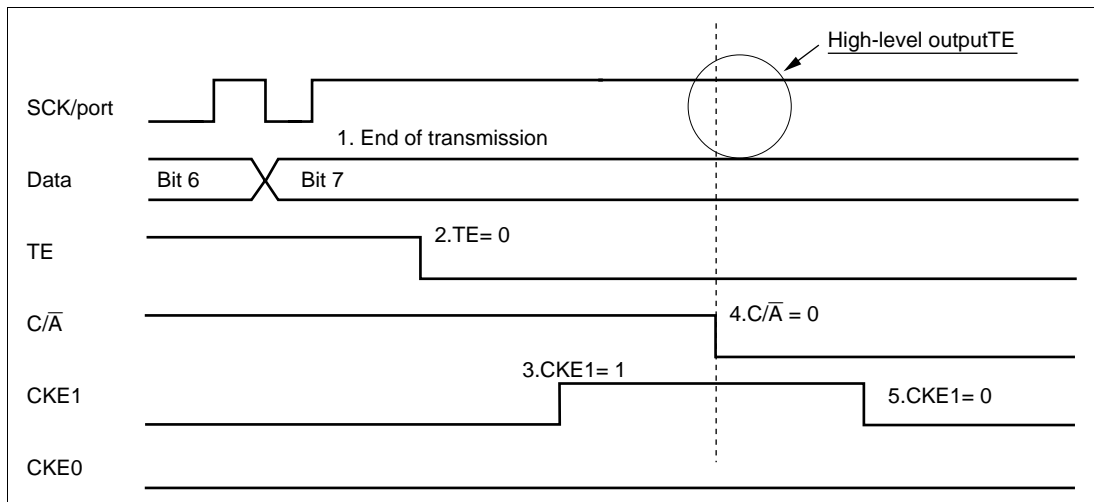 High-level outputTE
SCK/port
1. End of transmission
Data
Bit 6
Bit 7
TE
2.TE= 0
C/A̅
4.C/A̅ = 0
3.CKE1= 1
CKE1
5.CKE1= 0
CKE0